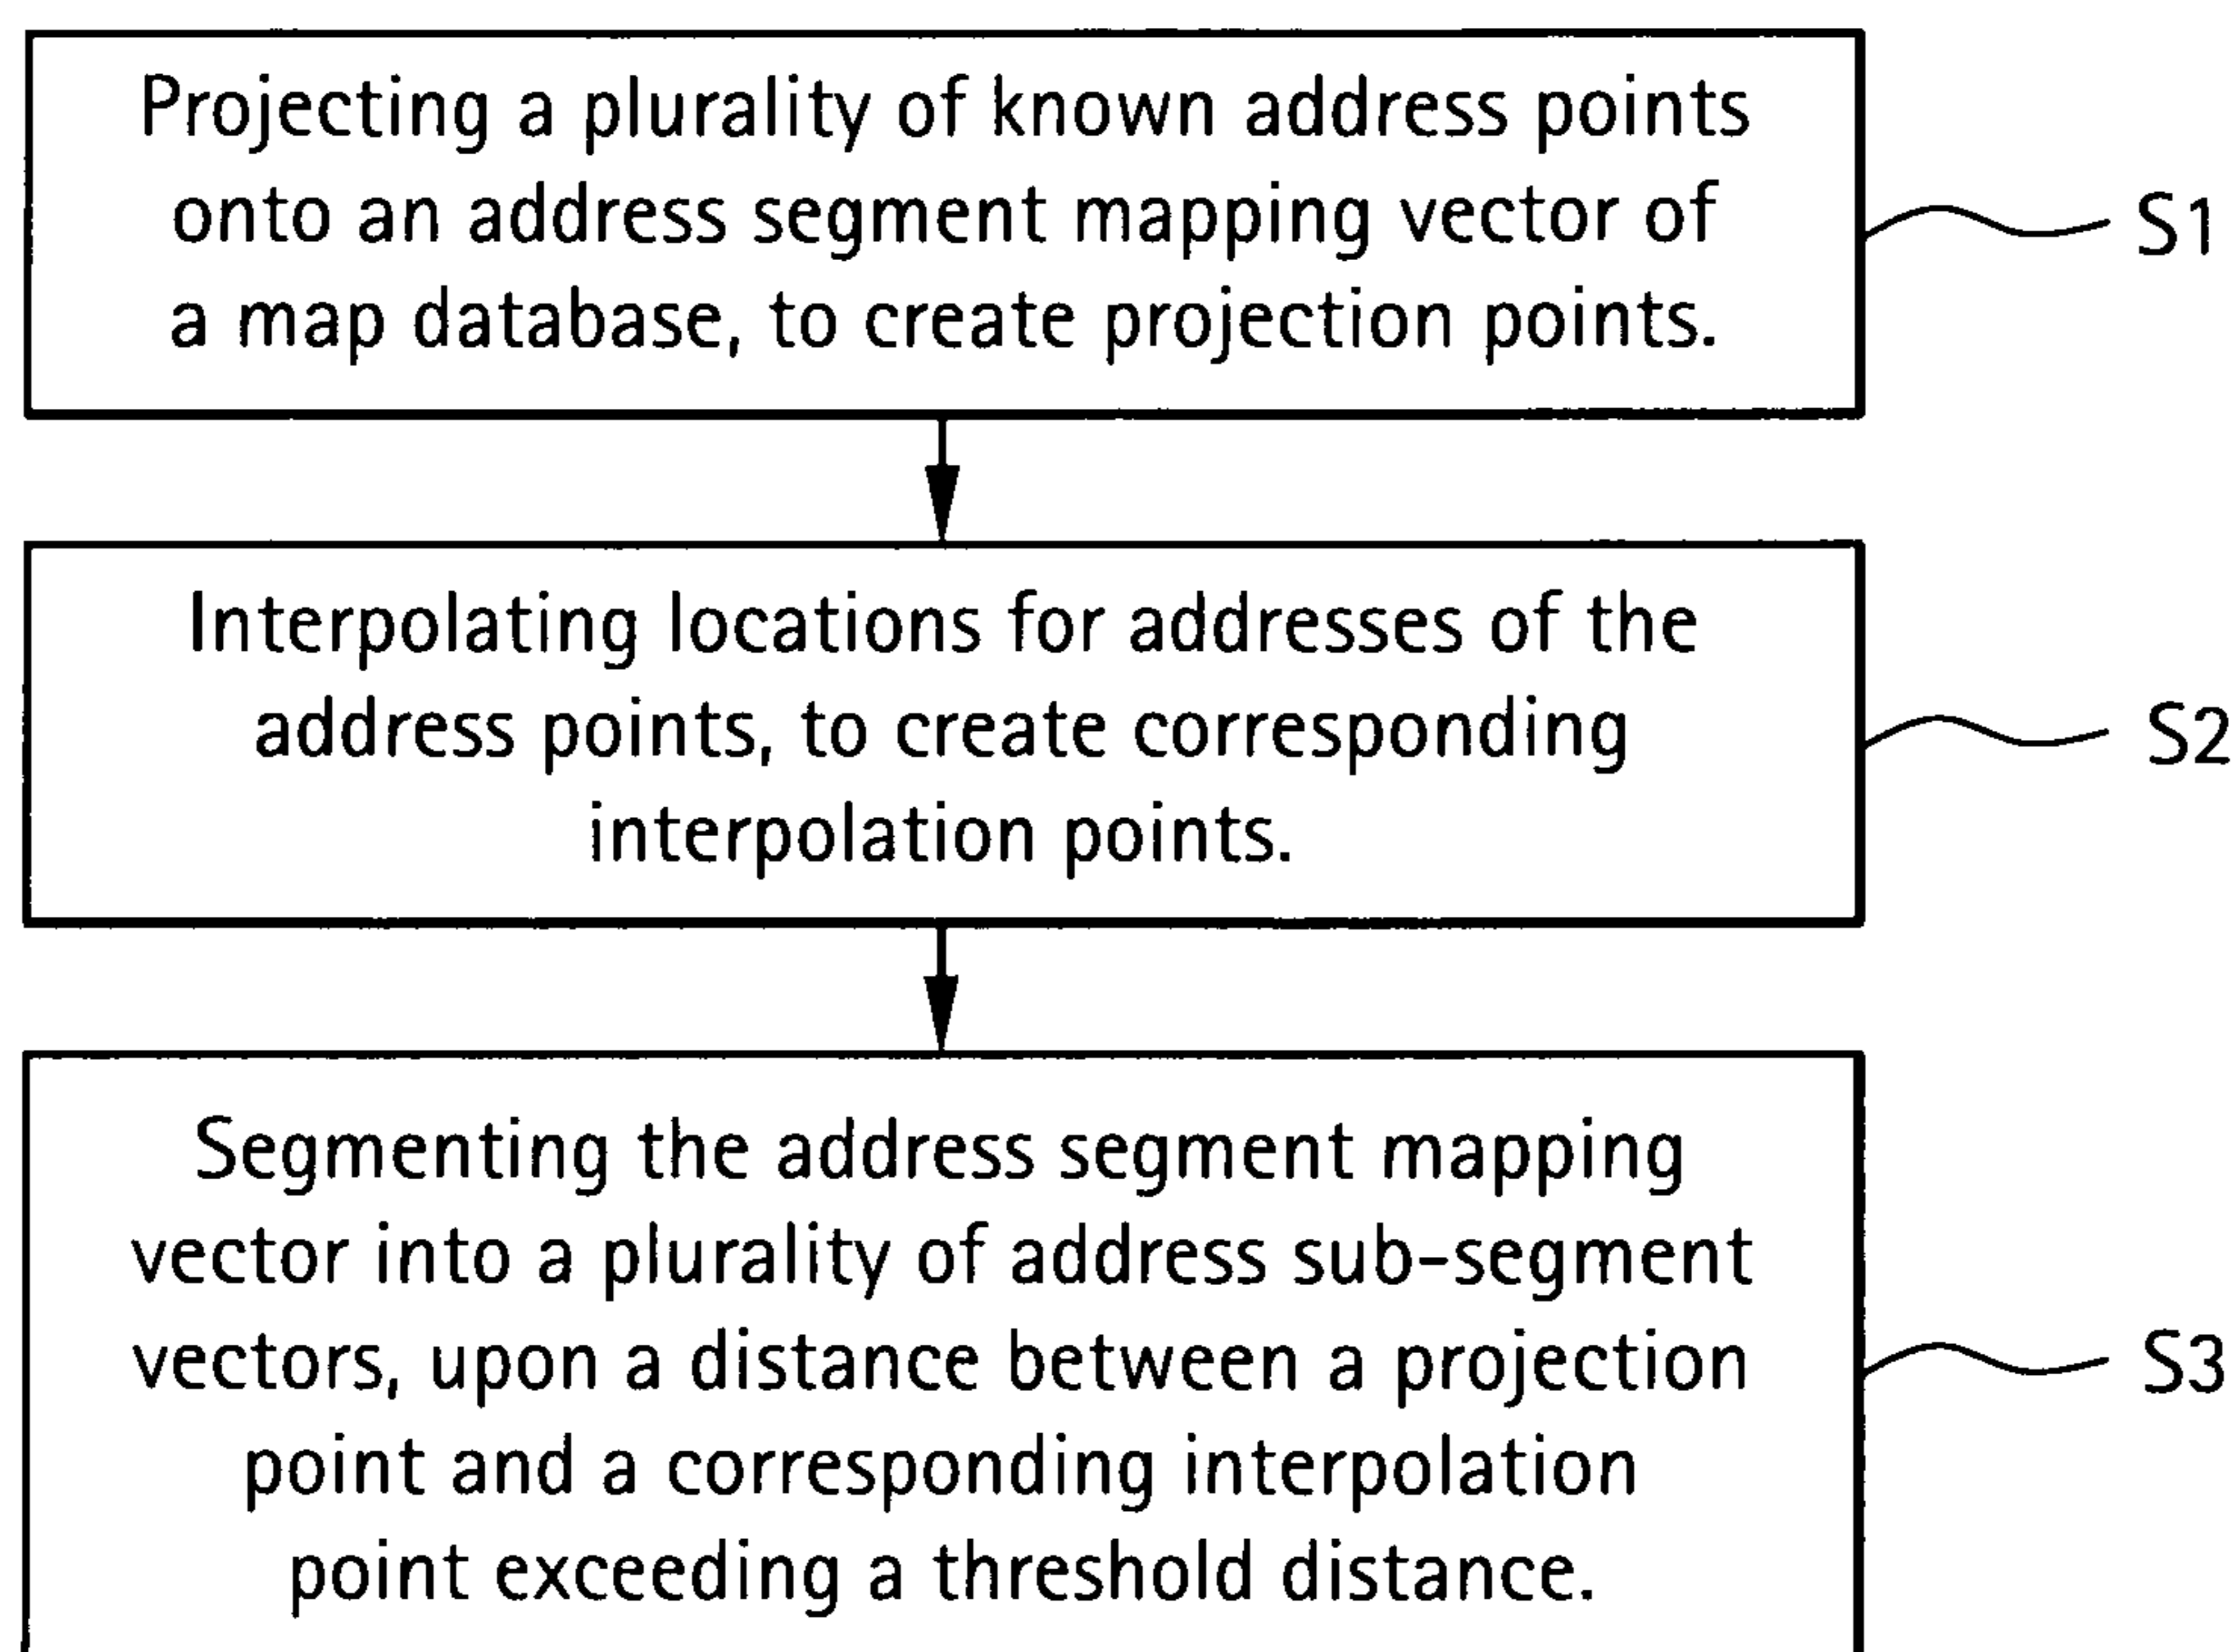 Projecting a plurality of known address points
onto an address segment mapping vector of
a map database, to create projection points.
S1
Interpolating locations for addresses of the
address points, to create corresponding
interpolation points.
S2
Segmenting the address segment mapping
vector into a plurality of address sub-segment
vectors, upon a distance between a projection
point and a corresponding interpolation
point exceeding a threshold distance.
S3